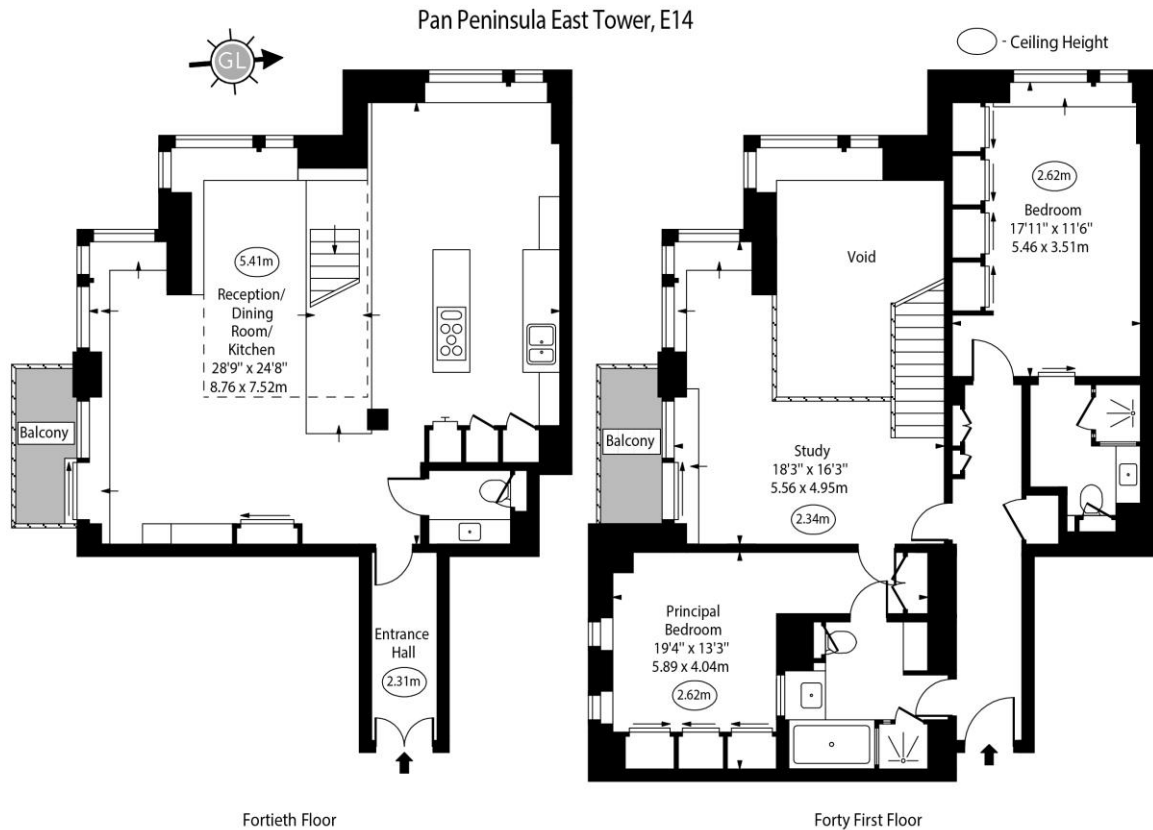 Pan Peninsula East Tower, E14
GL
- Ceiling Height
5.41m
Reception/
Dining
Room/
Kitchen
28'9" x 24'8"
8.76 x 7.52m
Balcony
Entrance
Hall
2.31m
Fortieth Floor
2.62m
Bedroom
17'11" x 11'6"
5.46 x 3.51m
Void
Balcony
Study
18'3" x 16'3"
5.56 x 4.95m
2.34m
Principal
Bedroom
19'4" x 13'3"
5.89 x 4.04m
2.62m
Forty First Floor